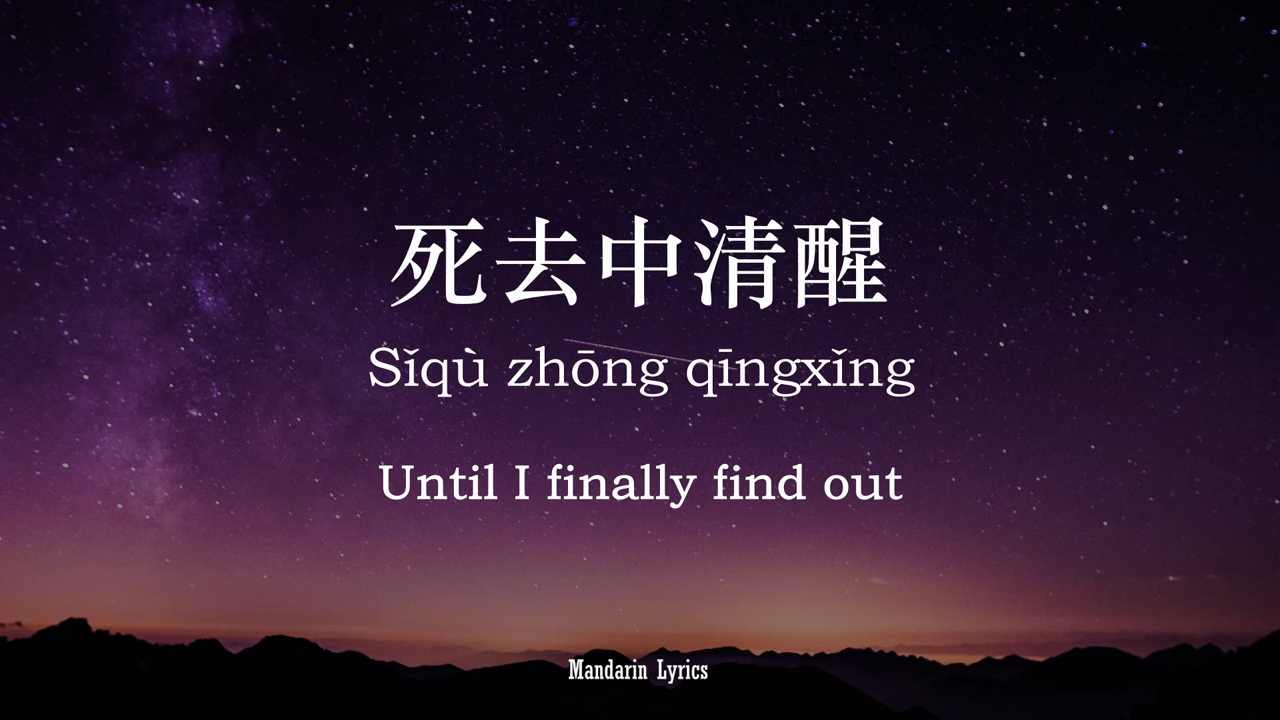 死去中清醒
Sǐqù zhōng qīngxǐng
Until I finally find out
Mandarin Lyrics